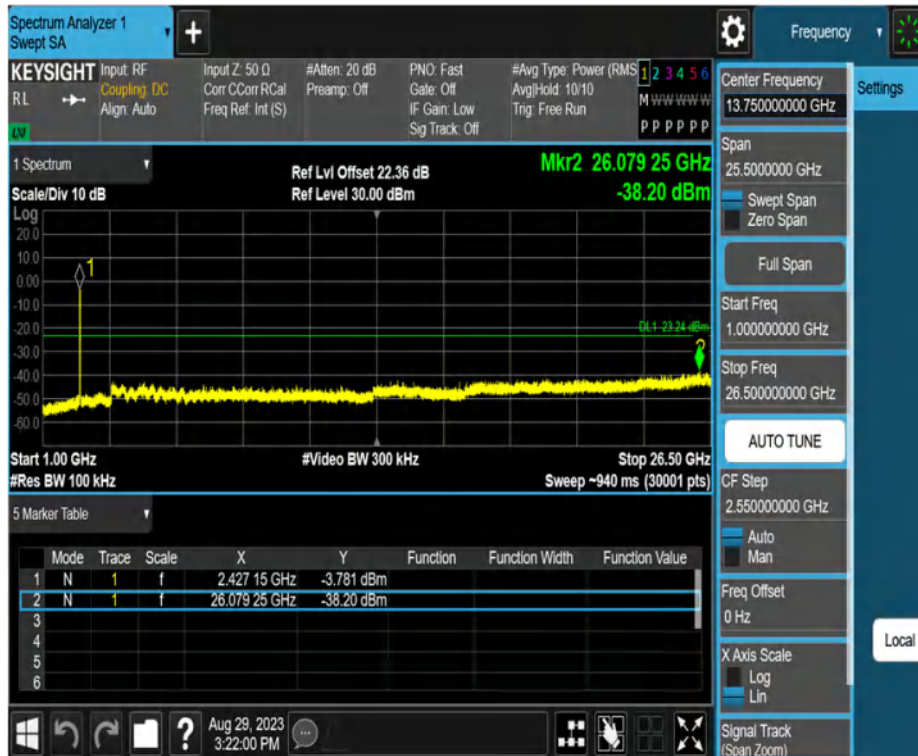 Spectrum Analyzer 1
Swept SA
+
Frequency
KEYSIGHT
RL
LNI
Input: RF
Coupling: DC
Align: Auto
Input Z: 50 Ω
Corr CCorr RCal
Freq Ref: Int (S)
#Atten: 20 dB
Preamp: Off
PNO: Fast
Gate: Off
IF Gain: Low
Sig Track: Off
#Avg Type: Power (RMS
Avg|Hold: 10/10
Trig: Free Run
1 2 3 4 5 6
M W W W W W
P P P P P P
1 Spectrum
Scale/Div 10 dB
Ref Lvl Offset 22.36 dB
Ref Level 30.00 dBm
Mkr2 26.079 25 GHz
-38.20 dBm
Log
20.0
10.0
0.00
-10.0
-20.0
-30.0
-40.0
-50.0
-60.0
1
DL1 -23.24 dBm
2
Start 1.00 GHz
#Video BW 300 kHz
Stop 26.50 GHz
#Res BW 100 kHz
Sweep ~940 ms (30001 pts)
5 Marker Table
Mode Trace Scale X Y Function Function Width Function Value
1 N 1 f 2.427 15 GHz -3.781 dBm
2 N 1 f 26.079 25 GHz -38.20 dBm
3
4
5
6
Aug 29, 2023
3:22:00 PM
?
Center Frequency
13.750000000 GHz
Span
25.5000000 GHz
Swept Span
Zero Span
Full Span
Start Freq
1.000000000 GHz
Stop Freq
26.500000000 GHz
AUTO TUNE
CF Step
2.550000000 GHz
Auto
Man
Freq Offset
0 Hz
X Axis Scale
Log
Lin
Signal Track
(Span Zoom)
Settings
Local